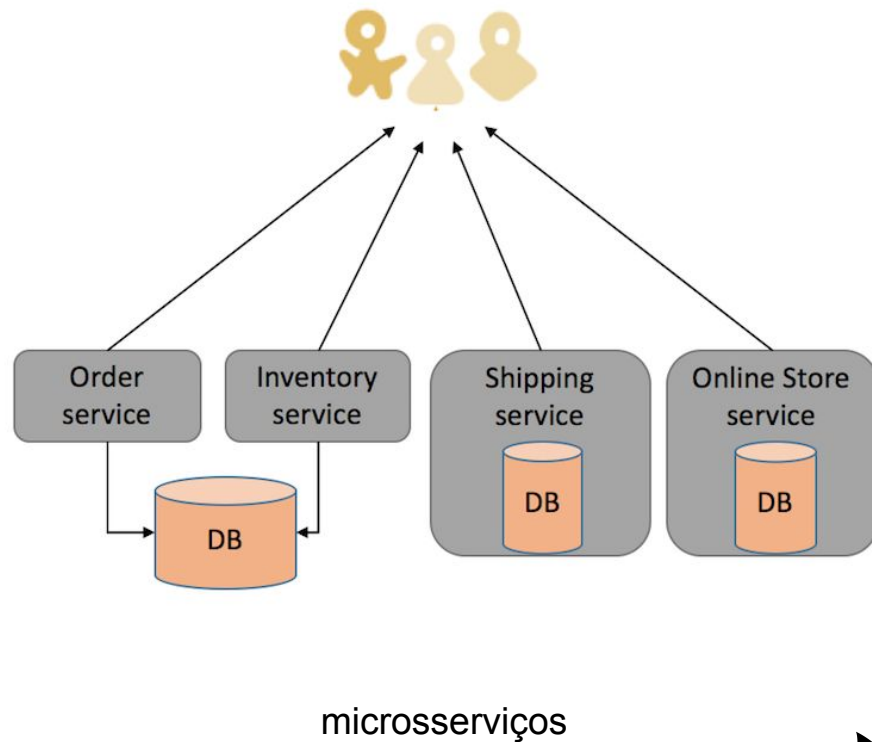 Order
service
Inventory
service
Shipping
service
Online Store
service
DB
DB
DB
microsserviços